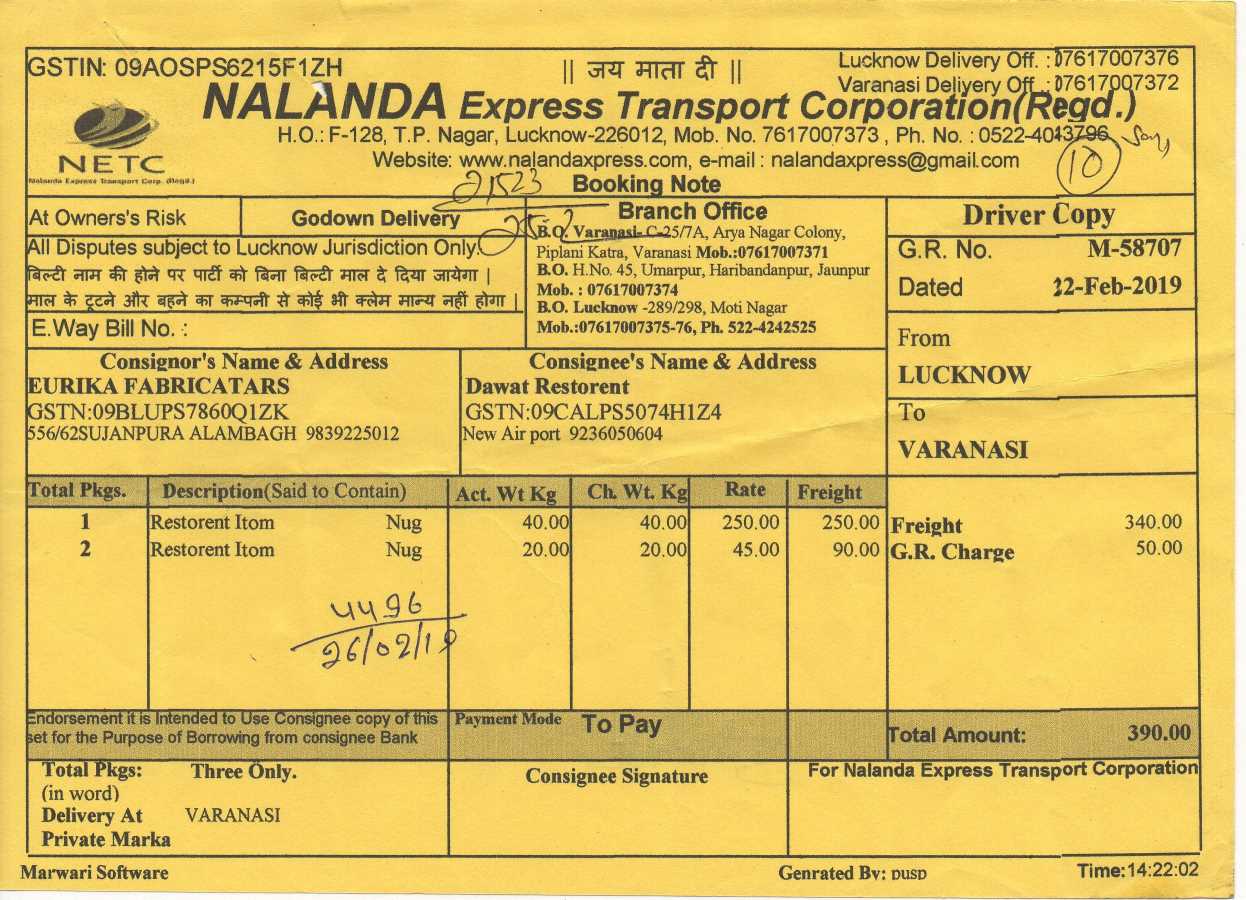 GSTIN: 09AOSPS6215F1ZH
|| जय माता दी ||
Lucknow Delivery Off. : 07617007376
Varanasi Deliyery Off. : 07617007372
NALANDA Express Transport Corporation(Regd.)
H.O.: F-128, T.P. Nagar, Lucknow-226012, Mob. No. 7617007373 , Ph. No. : 0522-4043796
Website: www.nalandaxpress.com, e-mail : nalandaxpress@gmail.com
NETC
Nalanda Express Transport Corp. (Regd.)
10
21523
Booking Note
At Owners's Risk
Godown Delivery
25-2
All Disputes subject to Lucknow Jurisdiction Only.
बिल्टी नाम की होने पर पार्टी को बिना बिल्टी माल दे दिया जायेगा |
माल के टूटने और बहने का कम्पनी से कोई भी क्लेम मान्य नहीं होगा |
E.Way Bill No. :
Branch Office
B.O. Varanasi- C-25/7A, Arya Nagar Colony,
Piplani Katra, Varanasi Mob.:07617007371
B.O. H.No. 45, Umarpur, Haribandanpur, Jaunpur
Mob. : 07617007374
B.O. Lucknow -289/298, Moti Nagar
Mob.:07617007375-76, Ph. 522-4242525
Driver Copy
G.R. No. M-58707
Dated 22-Feb-2019
From
LUCKNOW
To
VARANASI
Consignor's Name & Address
EURIKA FABRICATARS
GSTN:09BLUPS7860Q1ZK
556/62SUJANPURA ALAMBAGH 9839225012
Consignee's Name & Address
Dawat Restorent
GSTN:09CALPS5074H1Z4
New Air port 9236050604
Total Pkgs. Description(Said to Contain) Act. Wt Kg Ch. Wt. Kg Rate Freight
1 Restorent Itom Nug 40.00 40.00 250.00 250.00
2 Restorent Itom Nug 20.00 20.00 45.00 90.00
Freight 340.00
G.R. Charge 50.00
4496
26/02/19
Endorsement it is Intended to Use Consignee copy of this
set for the Purpose of Borrowing from consignee Bank
Payment Mode To Pay
Total Amount: 390.00
Total Pkgs: Three Only.
(in word)
Delivery At VARANASI
Private Marka
Consignee Signature
For Nalanda Express Transport Corporation
Marwari Software
Genrated By: pusp
Time:14:22:02